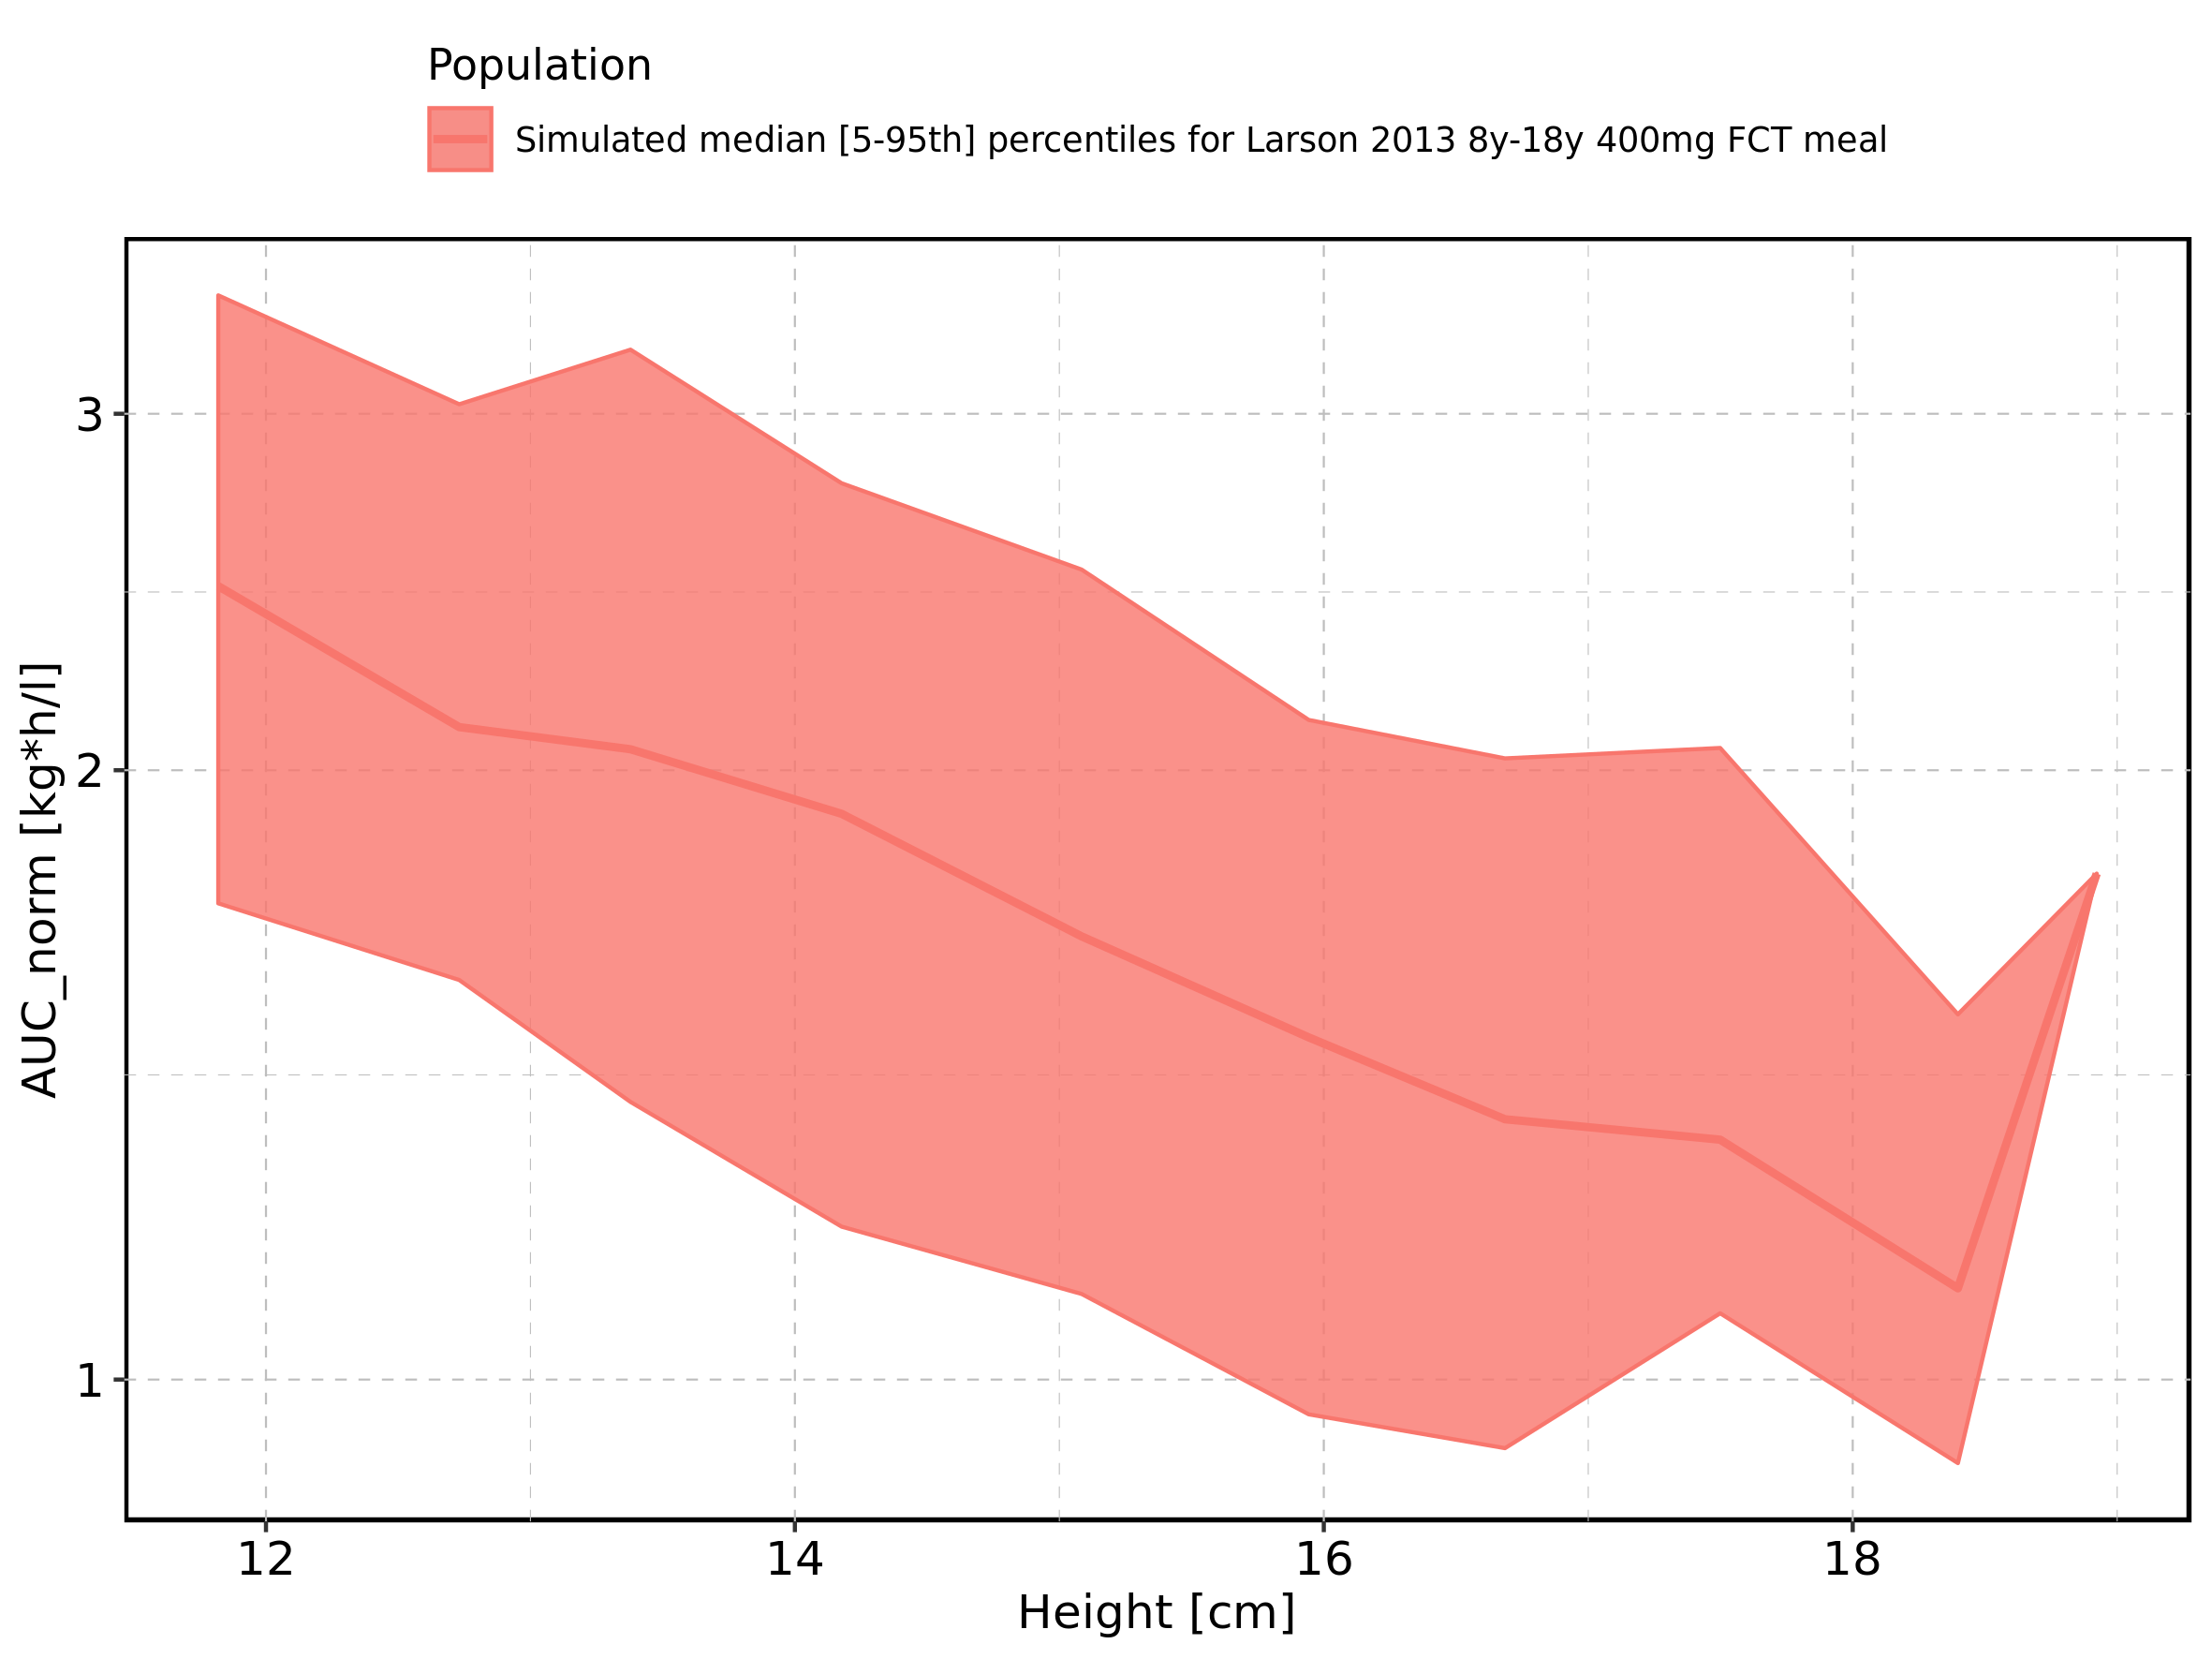 Population
Simulated median [5-95th] percentiles for Larson 2013 8y-18y 400mg FCT meal
AUC_norm [kg*h/l]
3
2
1
12 14 16 18
Height [cm]